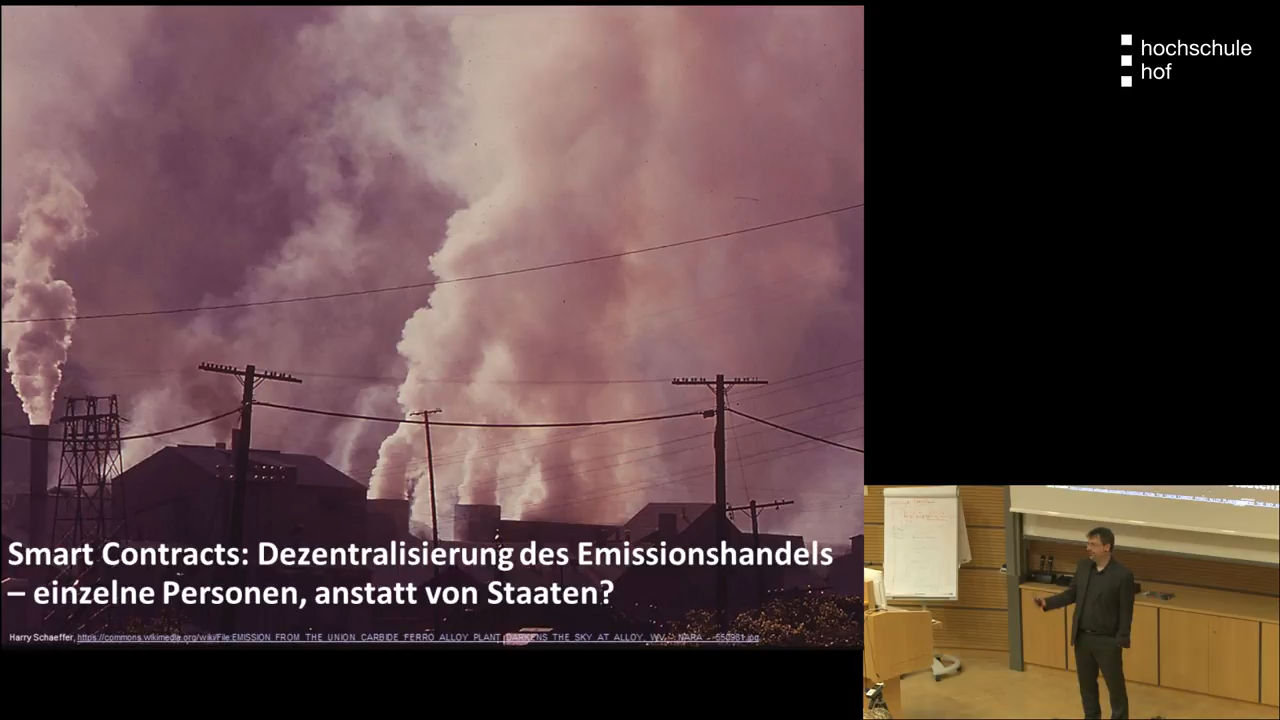 hochschule
hof
Smart Contracts: Dezentralisierung des Emissionshandels
– einzelne Personen, anstatt von Staaten?
Harry Schaeffer, https://commons.wikimedia.org/wiki/File:EMISSION_FROM_THE_UNION_CARBIDE_FERRO_ALLOY_PLANT_DARKENS_THE_SKY_AT_ALLOY,_WV_-_NARA_-_550981.jpg